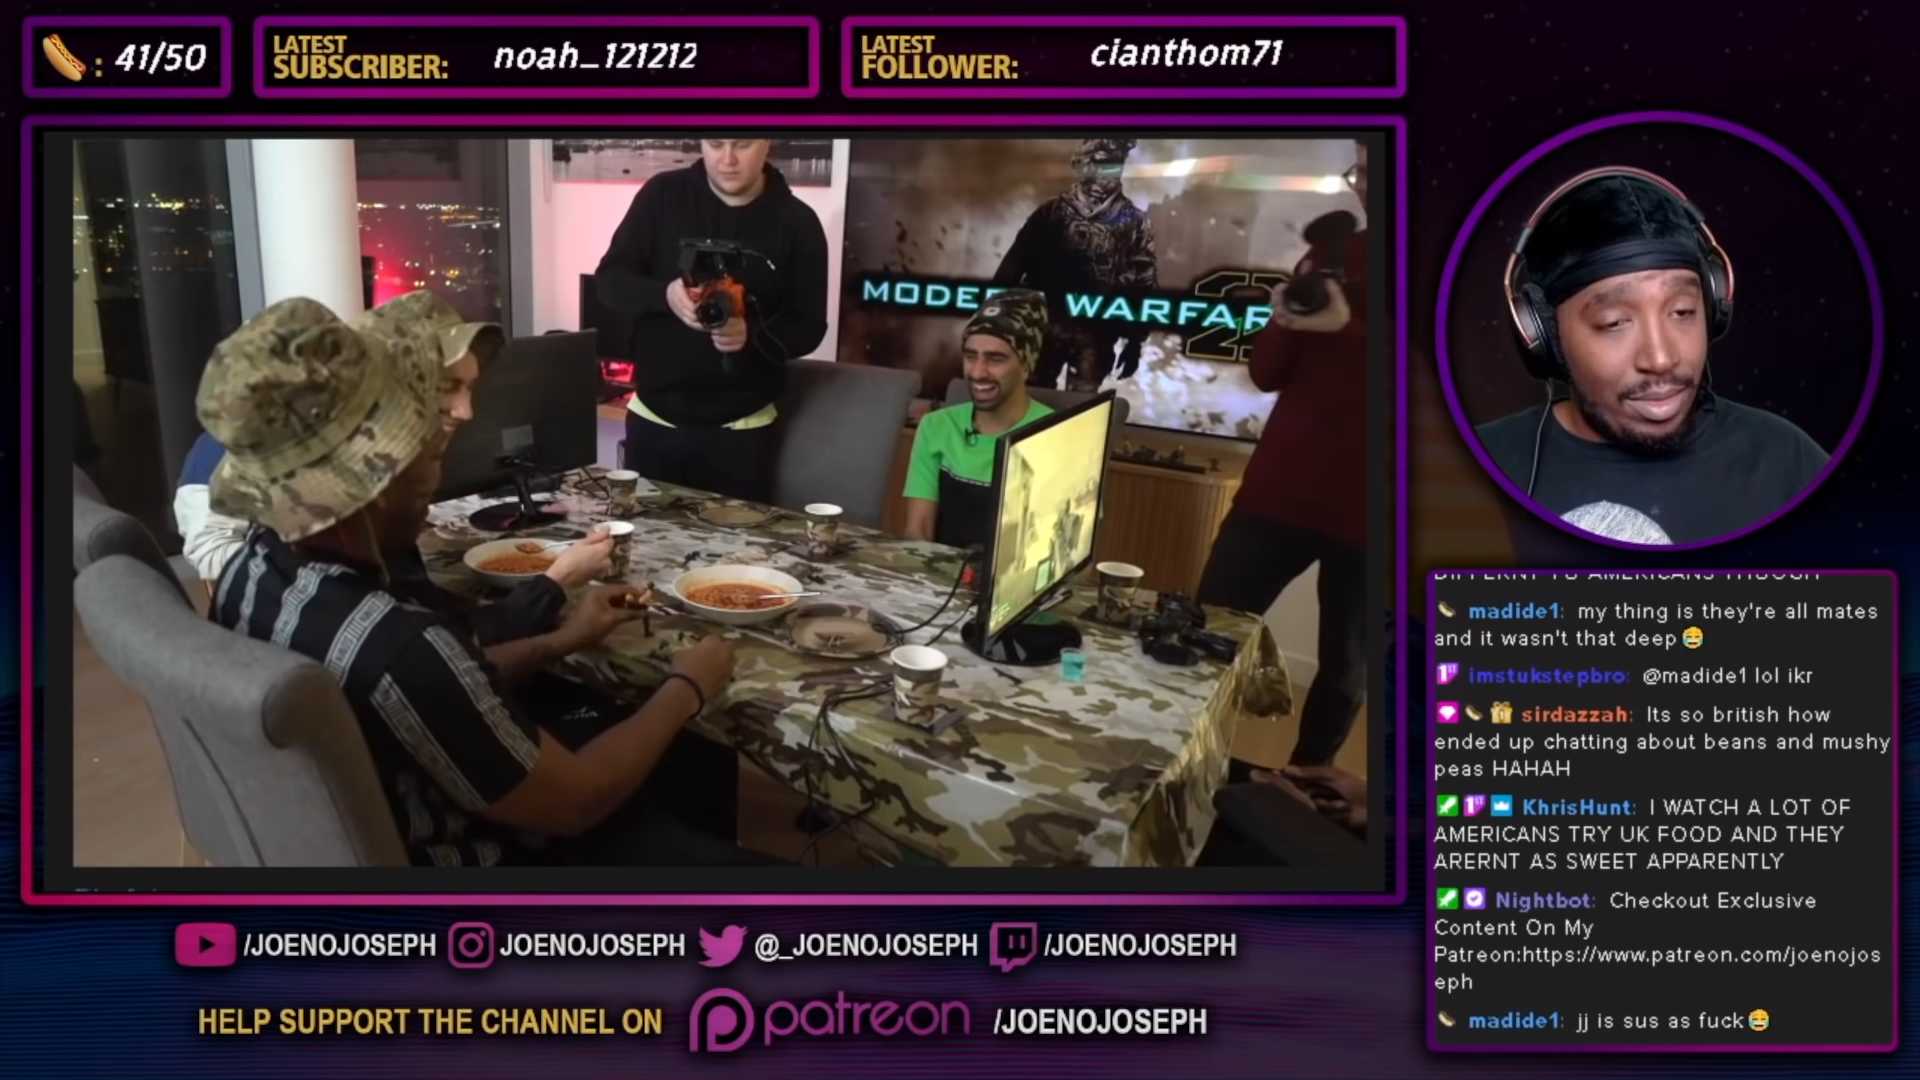 : 41/50
LATEST
SUBSCRIBER:
noah_121212
LATEST
FOLLOWER:
cianthom71
MODERN WARFAR
madide1: my thing is they're all mates
and it wasn't that deep
imstukstepbro: @madide1 lol ikr
sirdazzah: Its so british how
ended up chatting about beans and mushy
peas HAHAH
KhrisHunt: I WATCH A LOT OF
AMERICANS TRY UK FOOD AND THEY
ARERNT AS SWEET APPARENTLY
Nightbot: Checkout Exclusive
Content On My
Patreon:https://www.patreon.com/joenojos
eph
madide1: jj is sus as fuck
/JOENOJOSEPH
JOENOJOSEPH
@_JOENOJOSEPH
/JOENOJOSEPH
HELP SUPPORT THE CHANNEL ON
patreon
/JOENOJOSEPH